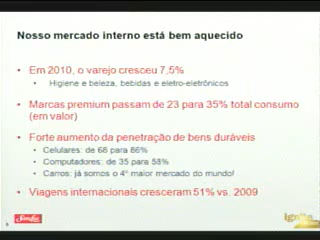 Nosso mercado interno está bem aquecido
• Em 2010, o varejo cresceu 7,5%
• Higiene e beleza, bebidas e eletro-eletrônicos
• Marcas premium passam de 23 para 35% total consumo
(em valor)
• Forte aumento da penetração de bens duráveis
• Celulares: de 68 para 86%
• Computadores: de 35 para 58%
• Carros: já somos o 4° maior mercado do mundo!
• Viagens internacionais cresceram 51% vs. 2009